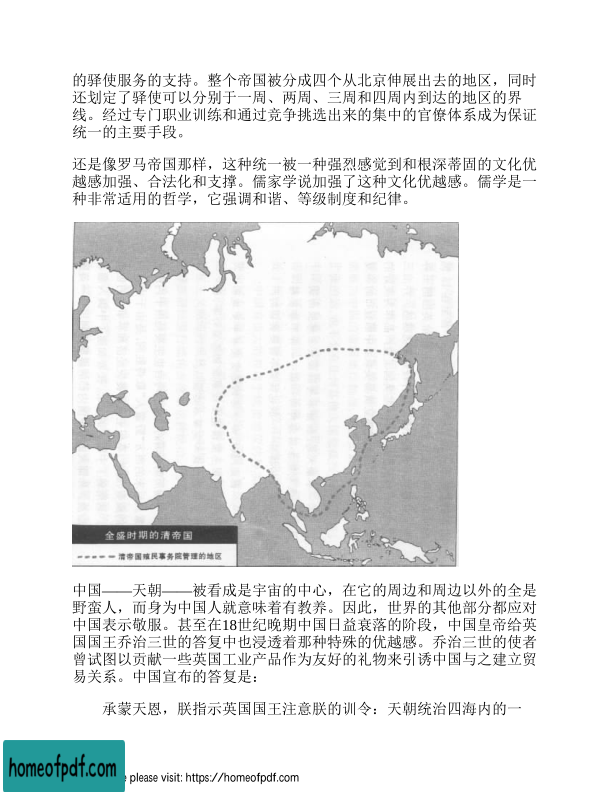 的驿使服务的支持。整个帝国被分成四个从北京伸展出去的地区，同时
还划定了驿使可以分别于一周、两周、三周和四周内到达的地区的界
线。经过专门职业训练和通过竞争挑选出来的集中的官僚体系成为保证
统一的主要手段。
还是像罗马帝国那样，这种统一被一种强烈感觉到和根深蒂固的文化优
越感加强、合法化和支撑。儒家学说加强了这种文化优越感。儒学是一
种非常适用的哲学，它强调和谐、等级制度和纪律。
全盛时期的清帝国
清帝国殖民事务院管理的地区
中国——天朝——被看成是宇宙的中心，在它的周边和周边以外的全是
野蛮人，而身为中国人就意味着有教养。因此，世界的其他部分都应对
中国表示敬服。甚至在18世纪晚期中国日益衰落的阶段，中国皇帝给英
国国王乔治三世的答复中也浸透着那种特殊的优越感。乔治三世的使者
曾试图以贡献一些英国工业产品作为友好的礼物来引诱中国与之建立贸
易关系。中国宣布的答复是：
承蒙天恩，朕指示英国国王注意朕的训令：天朝统治四海内的一
homeofpdf.com
e please visit: https://homeofpdf.com